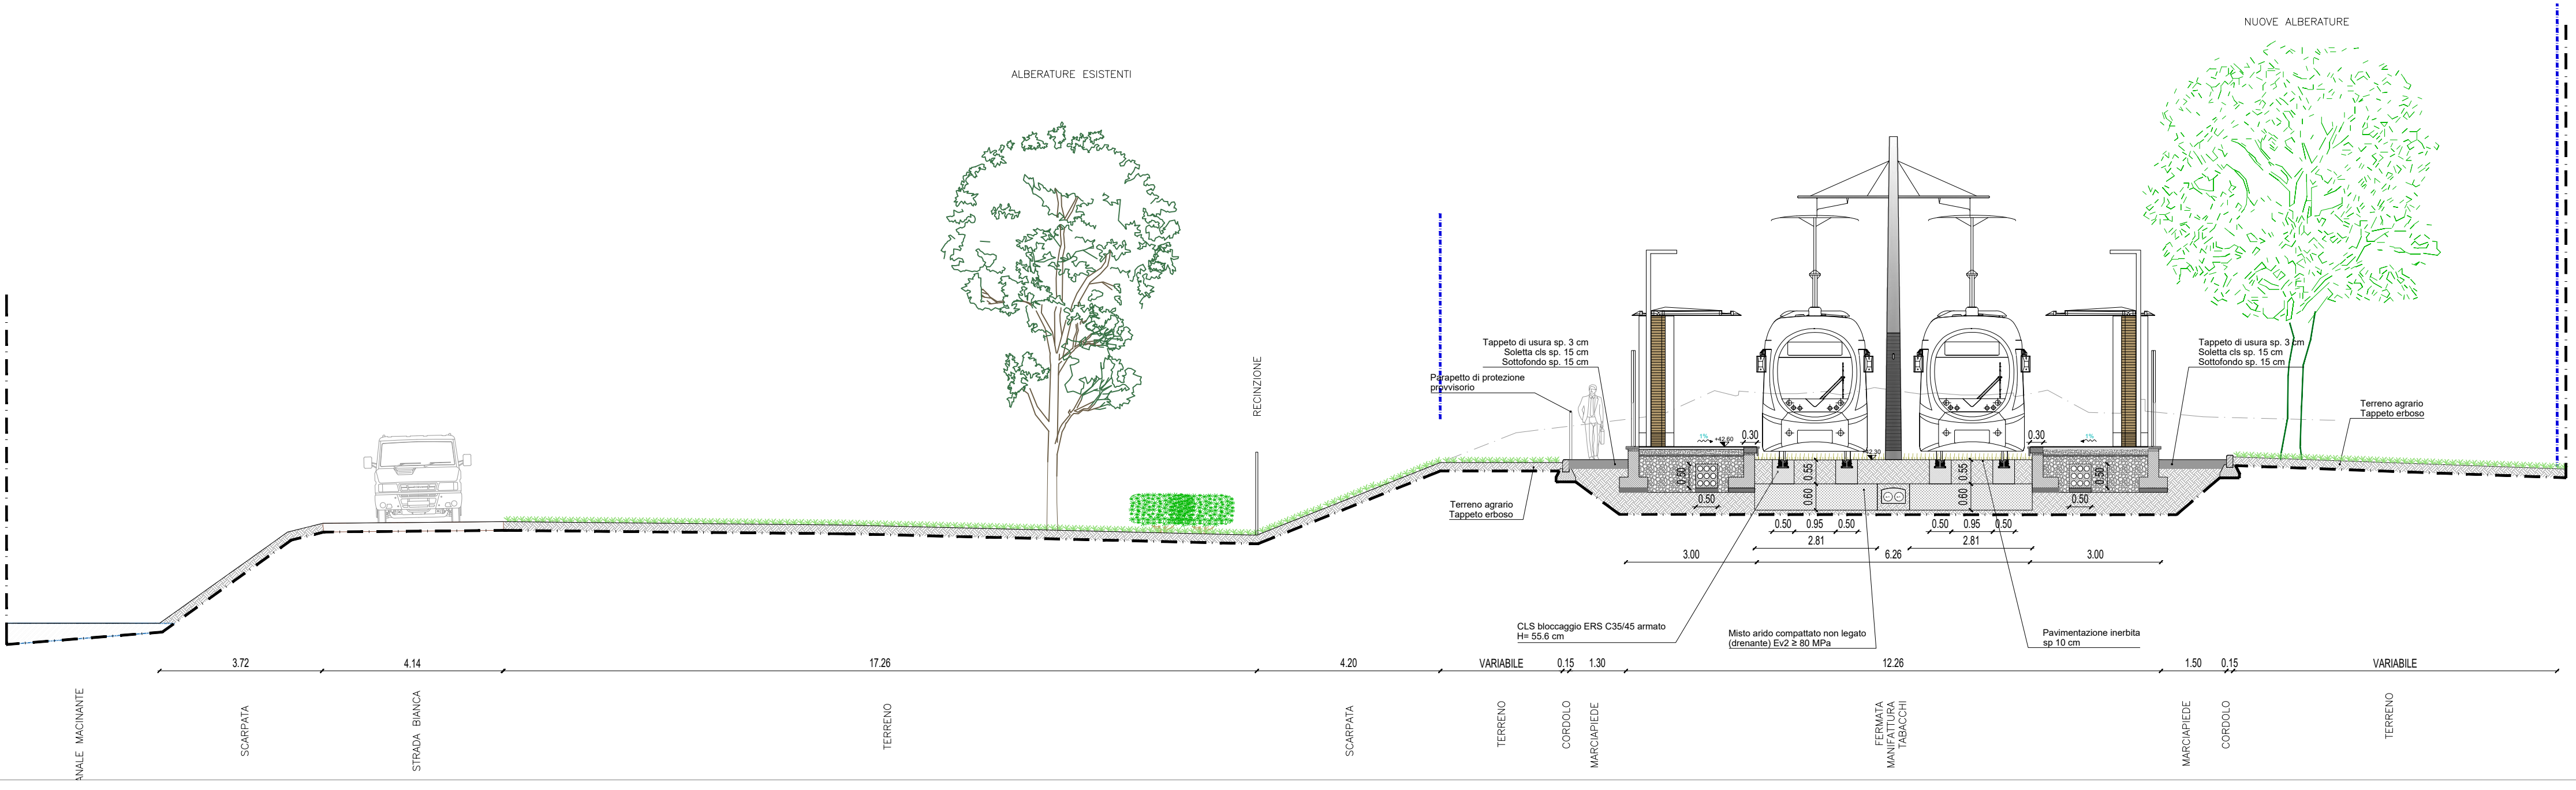 NUOVE ALBERATURE
ALBERATURE ESISTENTI
RECINZIONE
Tappeto di usura sp. 3 cm
Soletta cls sp. 15 cm
Sottofondo sp. 15 cm
Parapetto di protezione
provvisorio
Tappeto di usura sp. 3 cm
Soletta cls sp. 15 cm
Sottofondo sp. 15 cm
Terreno agrario
Tappeto erboso
1%
+42.60
0.30
0.30
1%
0.50
0.55
0.55
0.50
0.60
0.60
0.50
0.50
Terreno agrario
Tappeto erboso
0.50 0.95 0.50
0.50 0.95 0.50
2.81
2.81
3.00
6.26
3.00
CLS bloccaggio ERS C35/45 armato
H= 55.6 cm
Misto arido compattato non legato
(drenante) Ev2 ≥ 80 MPa
Pavimentazione inerbita
sp 10 cm
3.72
4.14
17.26
4.20
VARIABILE
0.15
1.30
12.26
1.50
0.15
VARIABILE
ANALE MACINANTE
SCARPATA
STRADA BIANCA
TERRENO
SCARPATA
TERRENO
CORDOLO
MARCIAPIEDE
FERMATA
MANIFATTURA
TABACCHI
MARCIAPIEDE
CORDOLO
TERRENO